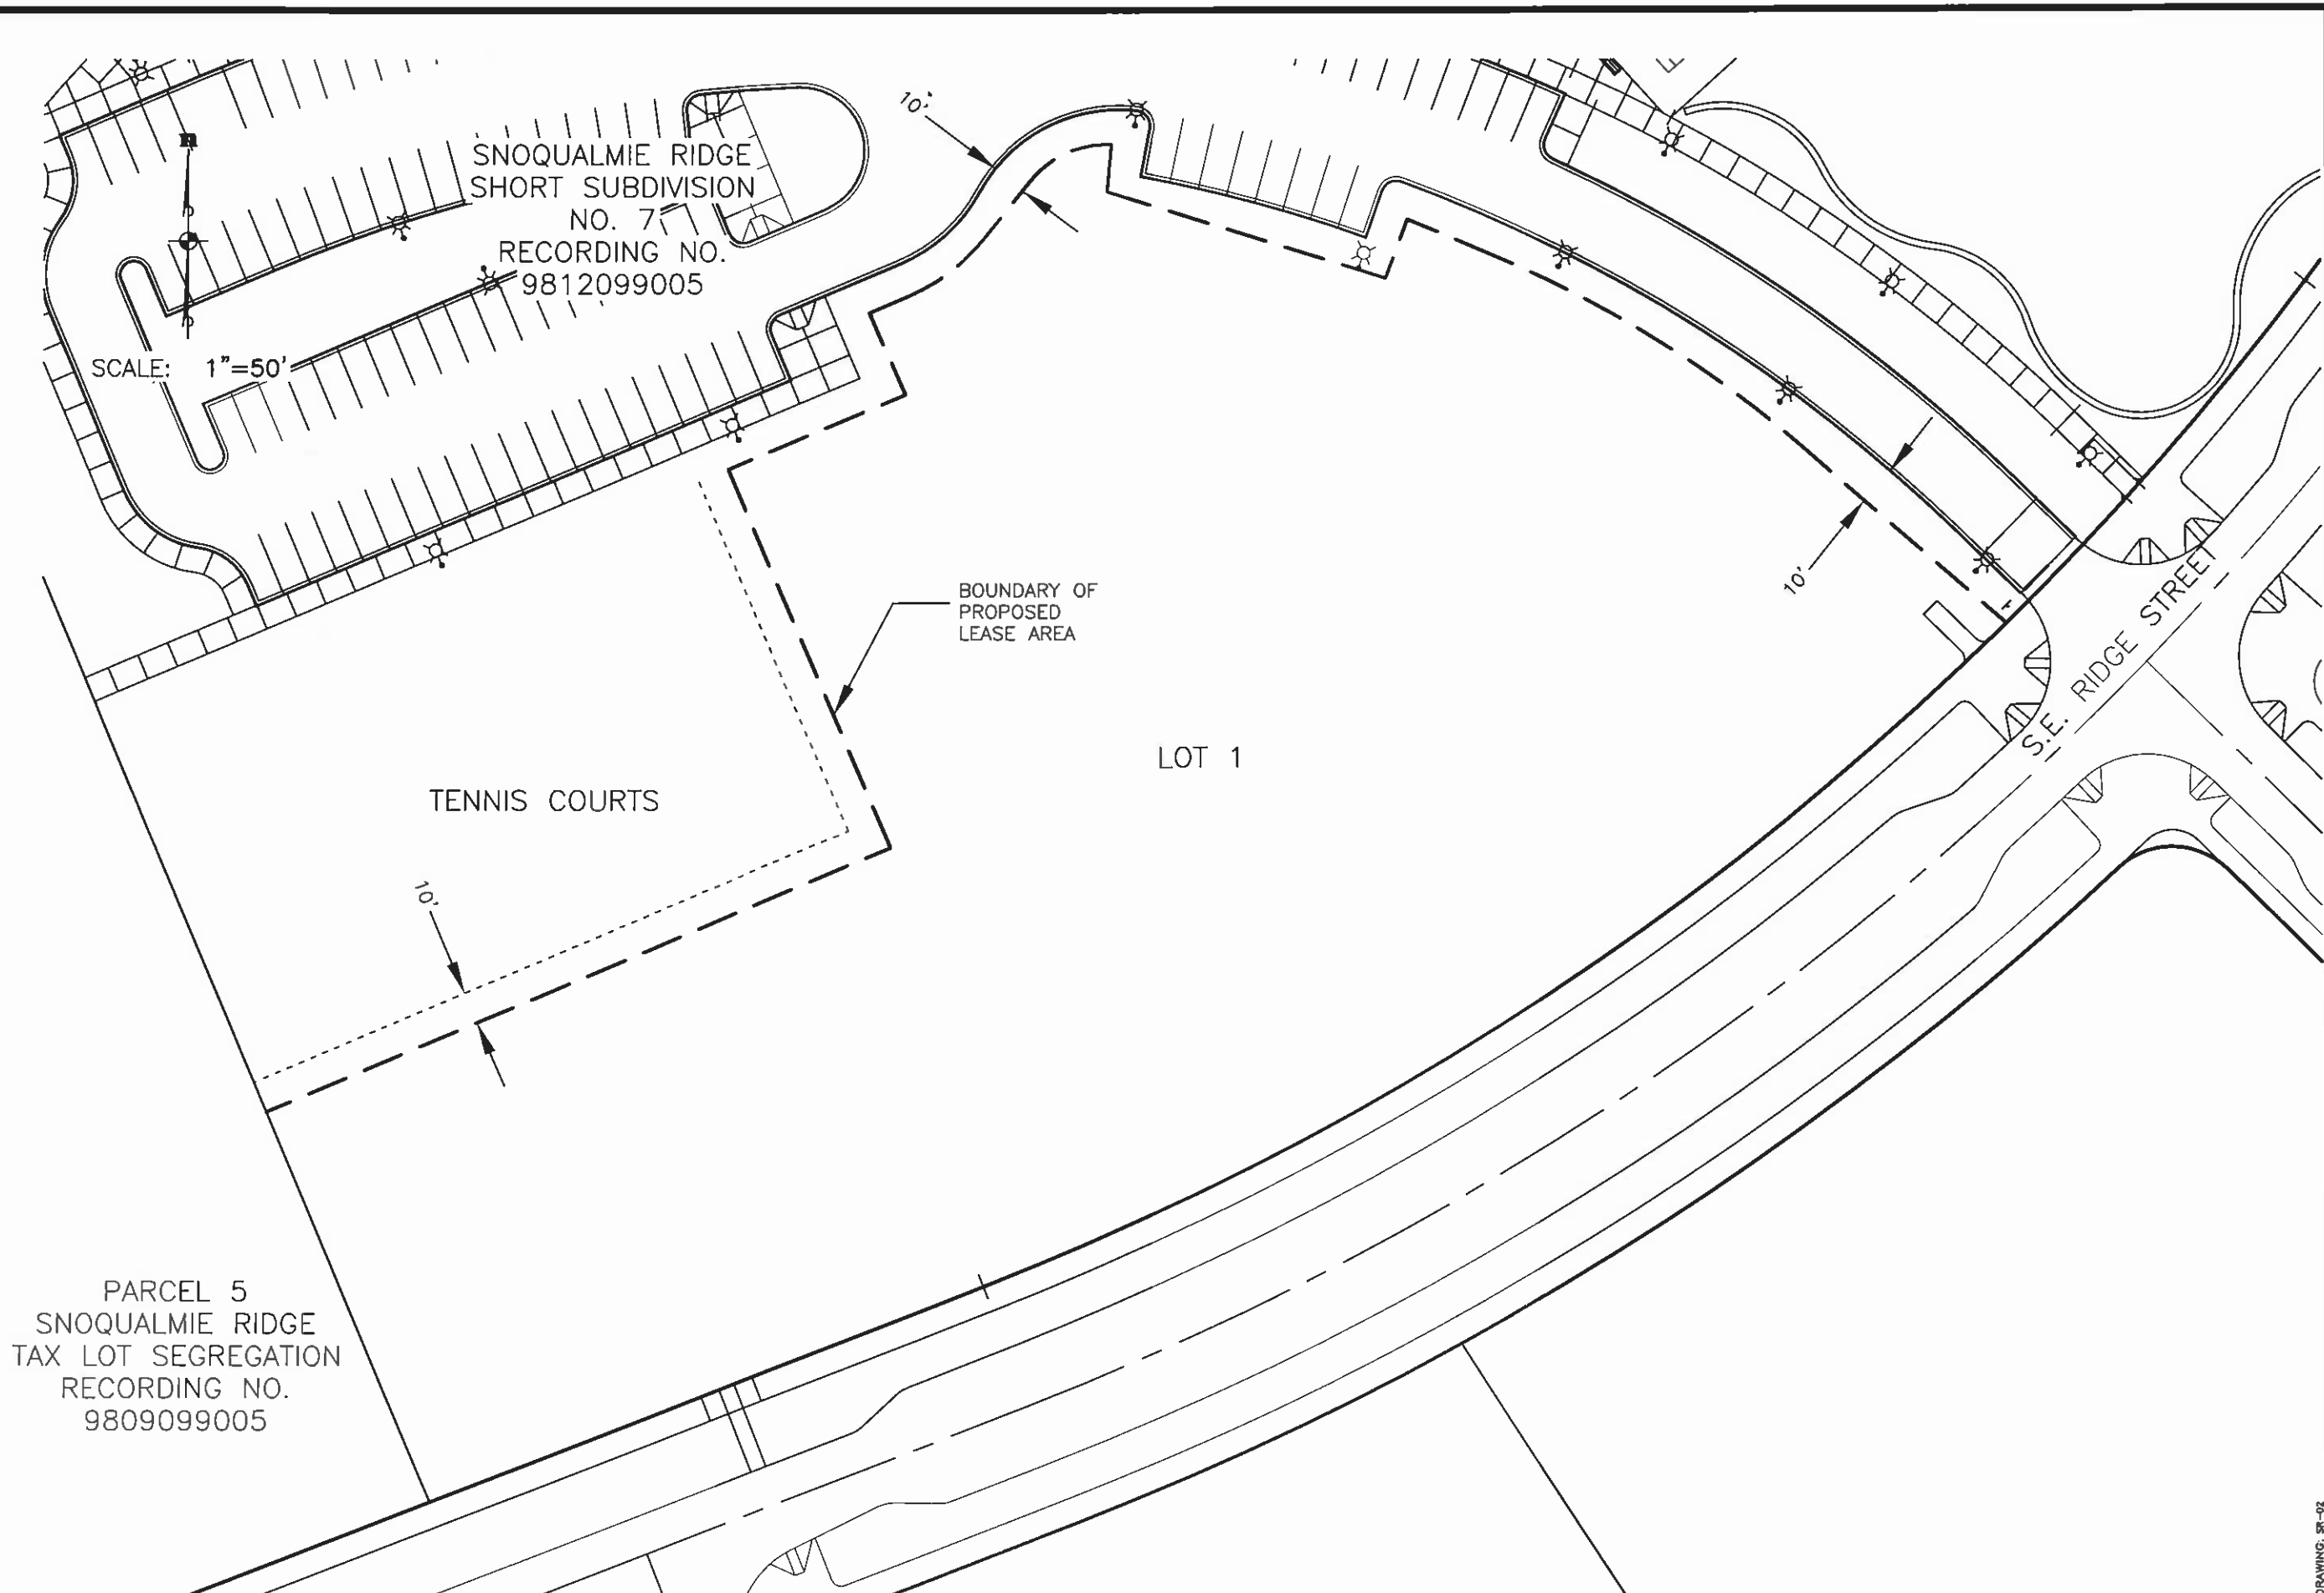 10'
SNOQUALMIE RIDGE
SHORT SUBDIVISION
NO. 7
RECORDING NO.
9812099005
SCALE: 1"=50'
BOUNDARY OF
PROPOSED
LEASE AREA
10'
S.E. RIDGE STREET
LOT 1
TENNIS COURTS
10'
PARCEL 5
SNOQUALMIE RIDGE
TAX LOT SEGREGATION
RECORDING NO.
9809099005